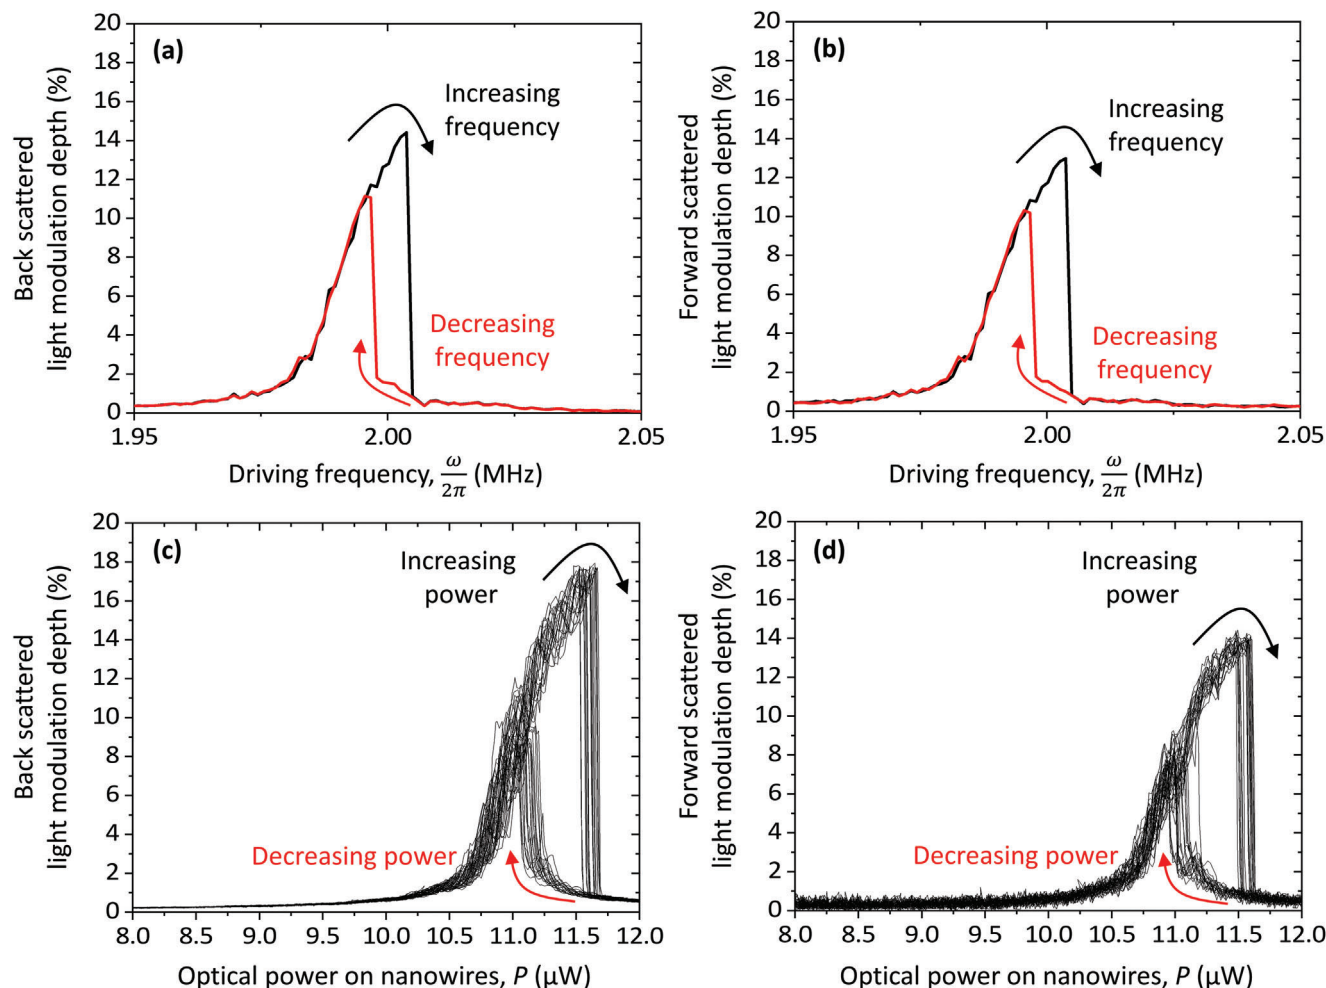 (a)
Back scattered
light modulation depth (%)
20
18
16
14
12
10
8
6
4
2
0
Increasing
frequency
Decreasing
frequency
1.95
2.00
2.05
Driving frequency, ω/2π (MHz)
(b)
Forward scattered
light modulation depth (%)
20
18
16
14
12
10
8
6
4
2
0
Increasing
frequency
Decreasing
frequency
1.95
2.00
2.05
Driving frequency, ω/2π (MHz)
(c)
Back scattered
light modulation depth (%)
20
18
16
14
12
10
8
6
4
2
0
Increasing
power
Decreasing power
8.0 8.5 9.0 9.5 10.0 10.5 11.0 11.5 12.0
Optical power on nanowires, P (μW)
(d)
Forward scattered
light modulation depth (%)
20
18
16
14
12
10
8
6
4
2
0
Increasing
power
Decreasing power
8.0 8.5 9.0 9.5 10.0 10.5 11.0 11.5 12.0
Optical power on nanowires, P (μW)